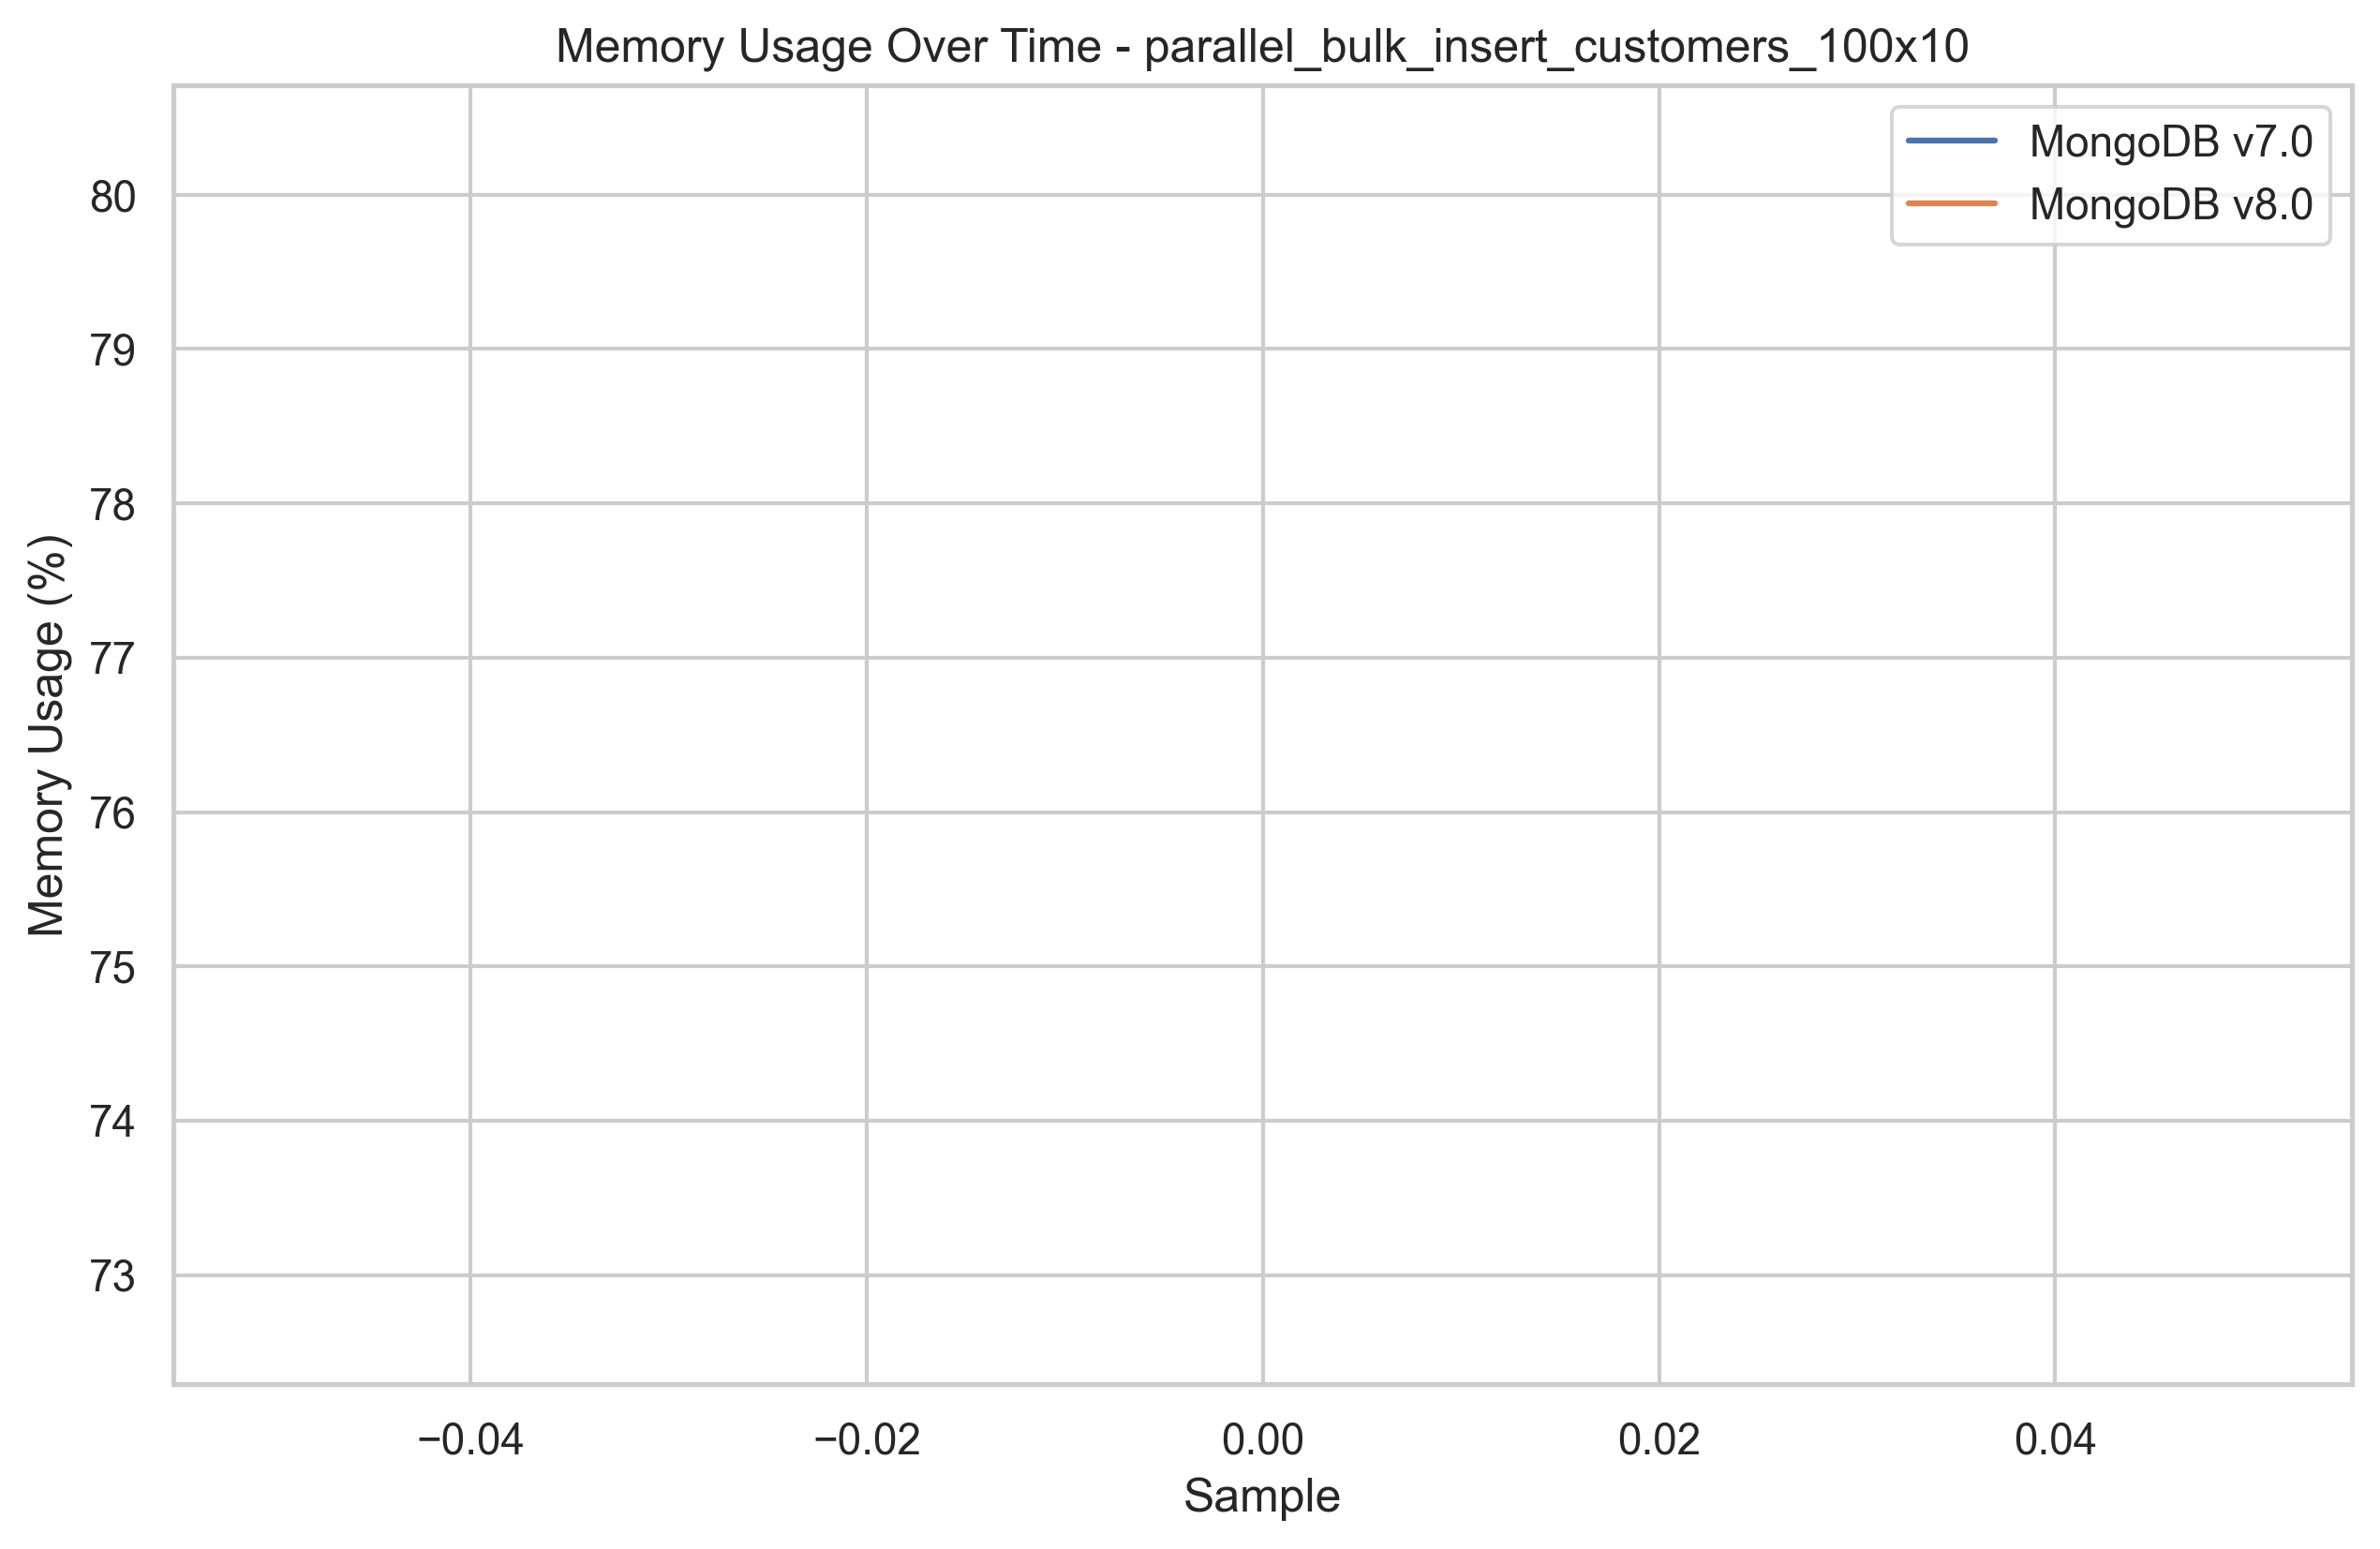 Memory Usage Over Time - parallel_bulk_insert_customers_100x10
MongoDB v7.0
MongoDB v8.0
Memory Usage (%)
80
79
78
77
76
75
74
73
−0.04
−0.02
0.00
0.02
0.04
Sample